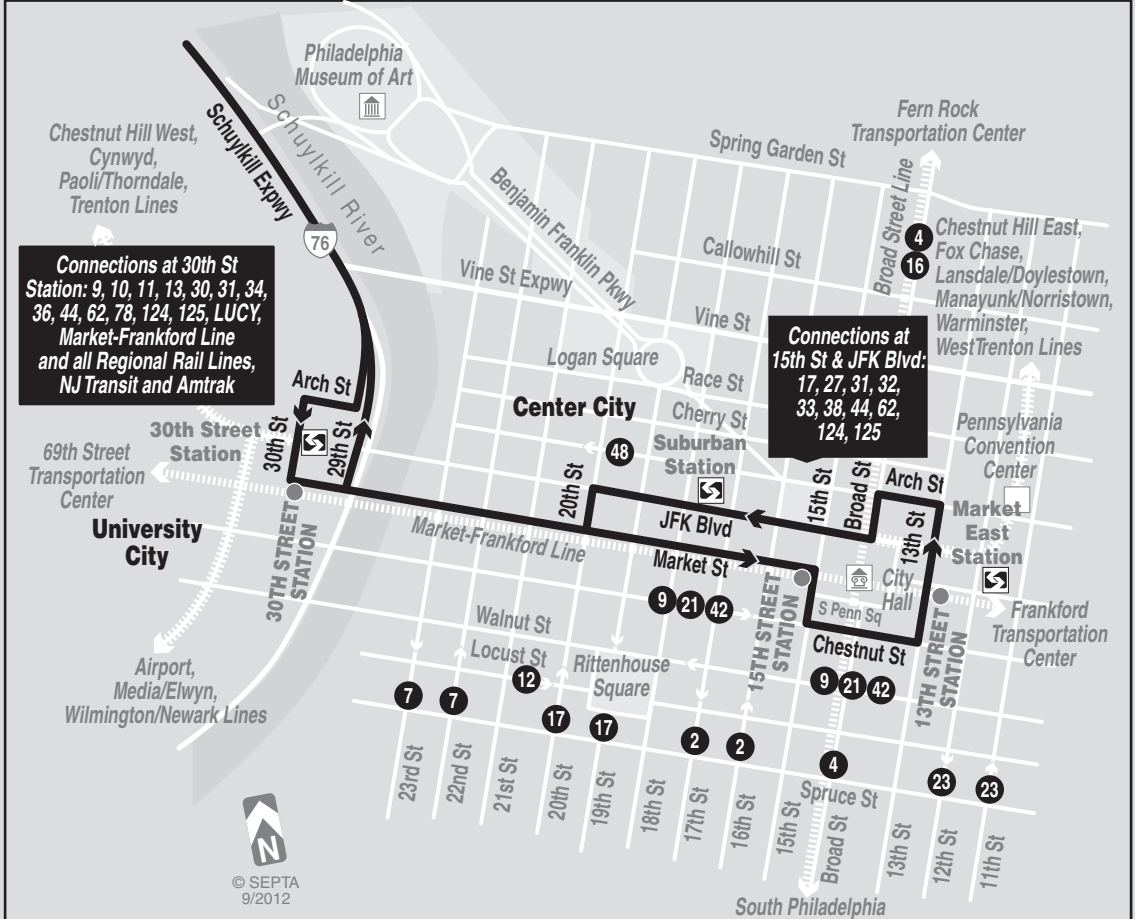 Philadelphia
Museum of Art
Schuylkill Expwy
Schuylkill River
76
Chestnut Hill West,
Cynwyd,
Paoli/Thorndale,
Trenton Lines
Fern Rock
Transportation Center
Spring Garden St
Benjamin Franklin Pkwy
Broad Street Line
4
16
Chestnut Hill East,
Fox Chase,
Lansdale/Doylestown,
Manayunk/Norristown,
Warminster,
WestTrenton Lines
Callowhill St
Vine St Expwy
Vine St
Connections at 30th St
Station: 9, 10, 11, 13, 30, 31, 34,
36, 44, 62, 78, 124, 125, LUCY,
Market-Frankford Line
and all Regional Rail Lines,
NJ Transit and Amtrak
Connections at
15th St & JFK Blvd:
17, 27, 31, 32,
33, 38, 44, 62,
124, 125
Logan Square
Race St
Cherry St
Center City
Arch St
30th St
29th St
30th Street
Station
69th Street
Transportation
Center
University
City
48
Suburban
Station
20th St
JFK Blvd
15th St
Broad St
Arch St
13th St
Pennsylvania
Convention
Center
Market
East
Station
Market-Frankford Line
Market St
City
Hall
S Penn Sq
Chestnut St
30TH STREET
STATION
15TH STREET
STATION
13TH STREET
STATION
Frankford
Transportation
Center
9
21
42
Walnut St
Locust St
Rittenhouse
Square
9
21
42
Airport,
Media/Elwyn,
Wilmington/Newark Lines
7
7
12
17
17
2
2
4
23
23
Spruce St
23rd St
22nd St
21st St
20th St
19th St
18th St
17th St
16th St
15th St
Broad St
13th St
12th St
11th St
N
© SEPTA
9/2012
South Philadelphia